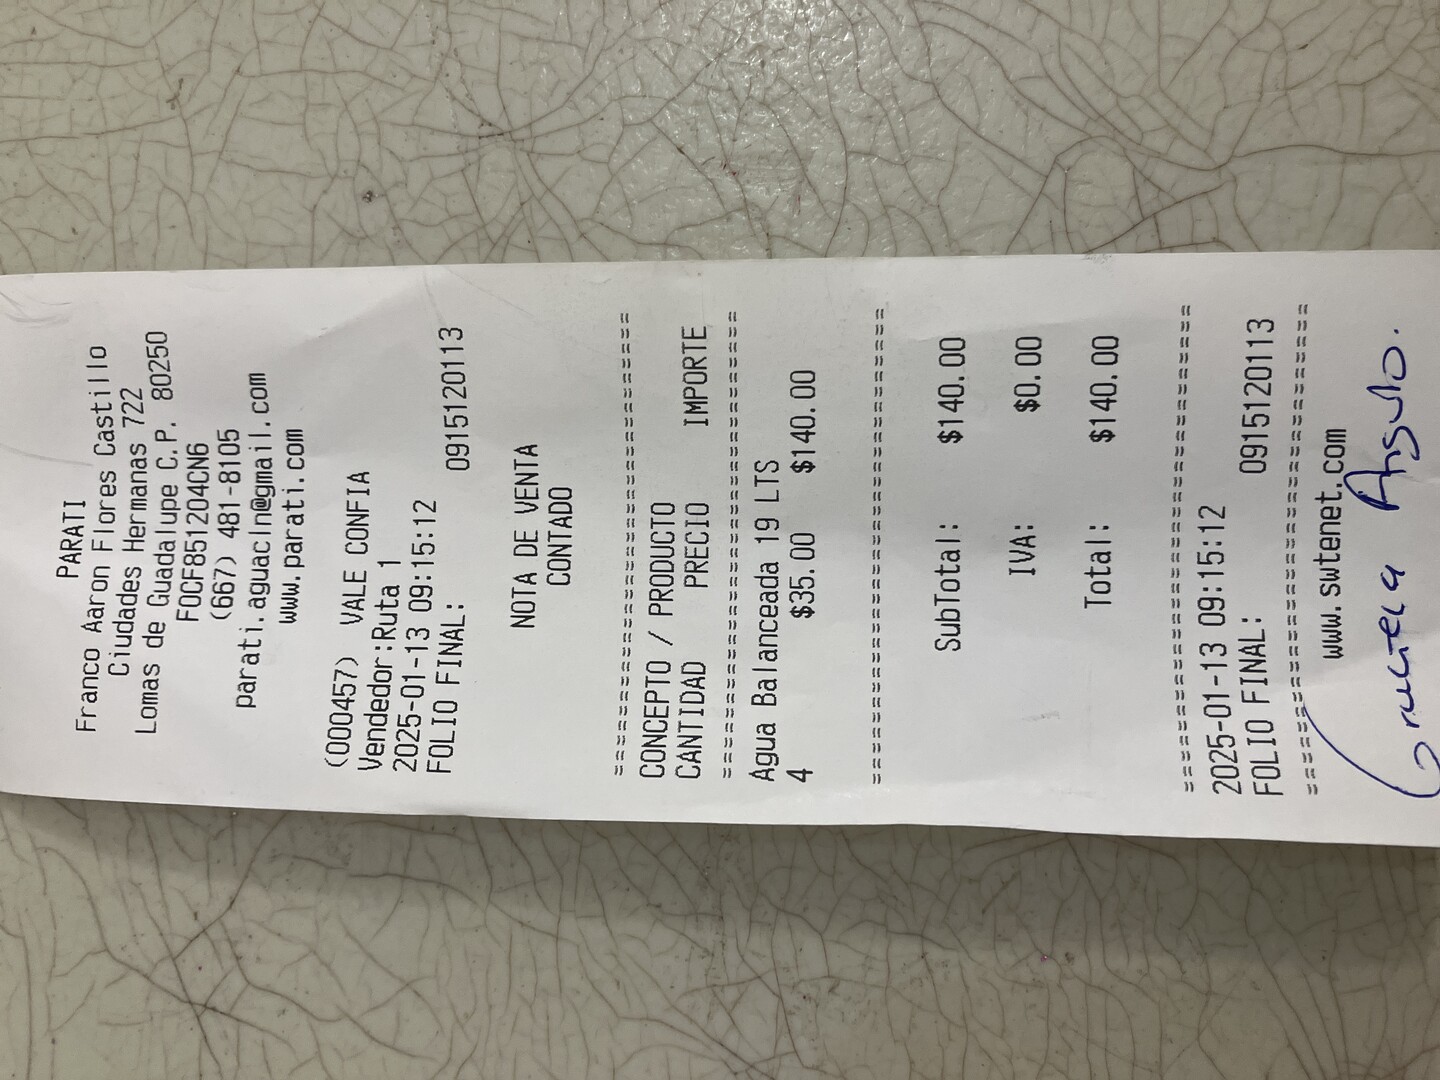 PARATI
Franco Aaron Flores Castillo
Ciudades Hermanas 722
Lomas de Guadalupe C.P. 80250
FOCF851204CN6
(667) 481-8105
parati.aguacln@gmail.com
www.parati.com
(000457) VALE CONFIA
Vendedor:Ruta 1
2025-01-13 09:15:12
FOLIO FINAL: 0915120113
NOTA DE VENTA
CONTADO
==============================
CONCEPTO / PRODUCTO
CANTIDAD PRECIO IMPORTE
==============================
Agua Balanceada 19 LTS
4 $35.00 $140.00
==============================
SubTotal: $140.00
IVA: $0.00
Total: $140.00
==============================
2025-01-13 09:15:12
FOLIO FINAL: 0915120113
==============================
www.swtenet.com
Graciela Angulo.